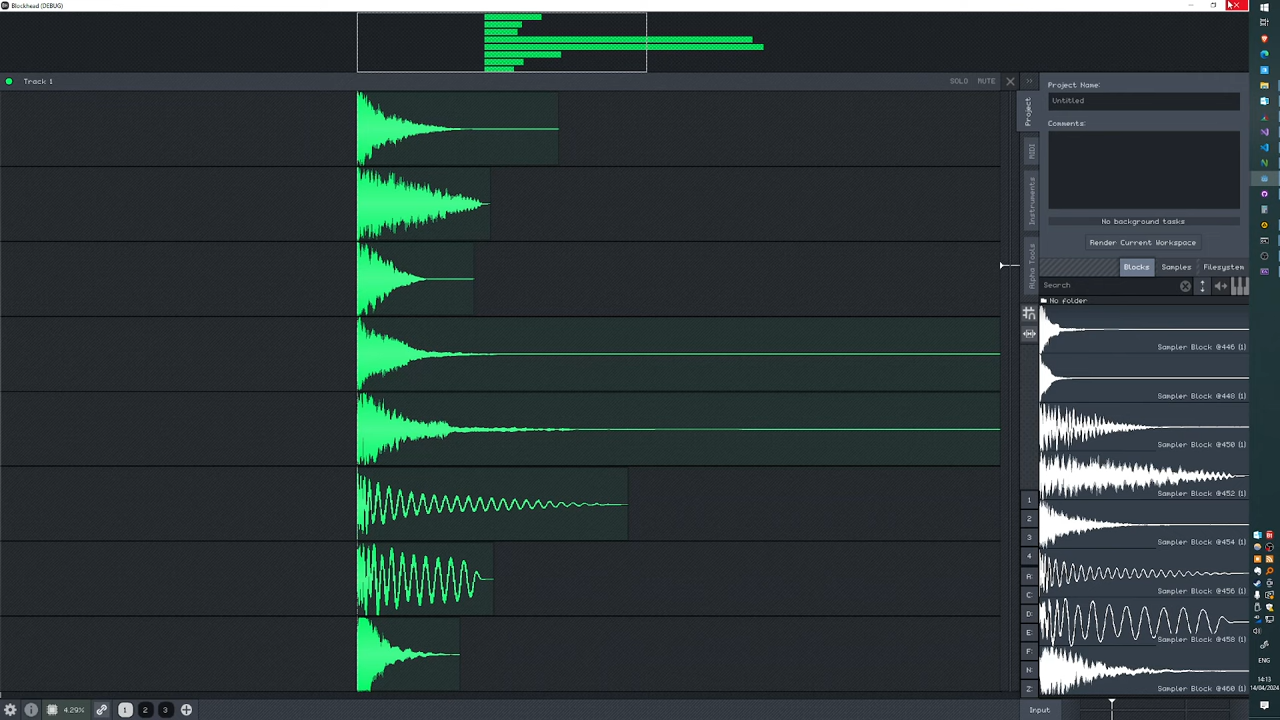 Blockhead (DEBUG)
Track 1
SOLO MUTE
Project Name:
Untitled
Comments:
No background tasks
Render Current Workspace
Project
MIDI
Instruments
Alpha Tools
Blocks Samples Filesystem
Search
No folder
Sampler Block @446 (1)
Sampler Block @448 (1)
Sampler Block @450 (1)
Sampler Block @452 (1)
Sampler Block @454 (1)
Sampler Block @456 (1)
Sampler Block @458 (1)
Sampler Block @460 (1)
1
2
3
4
A:
C:
D:
E:
F:
N:
Z:
4.29%
1 2 3
Input
ENG
14:13
14/04/2024